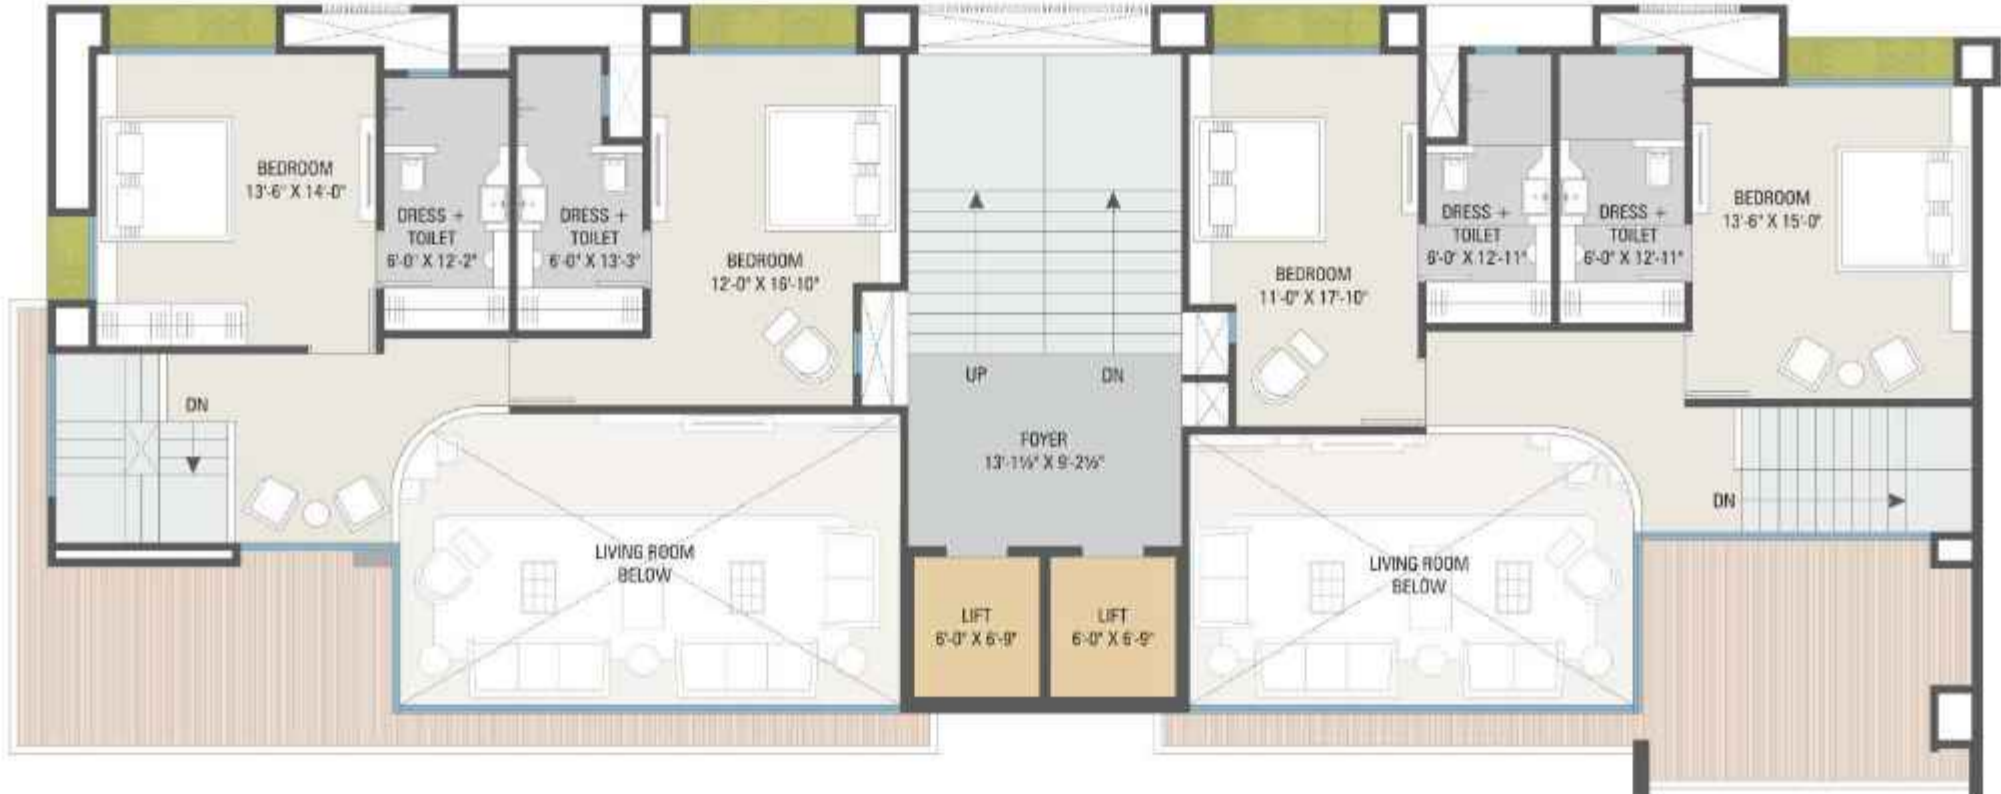 BEDROOM
13'-6" X 14'-0"
DRESS +
TOILET
6'-0" X 12'-2"
DRESS +
TOILET
6'-0" X 13'-3"
BEDROOM
12'-0" X 16'-10"
BEDROOM
11'-0" X 17'-10"
DRESS +
TOILET
6'-0" X 12'-11"
DRESS +
TOILET
6'-0" X 12'-11"
BEDROOM
13'-6" X 15'-0"
DN
UP
DN
FOYER
13'-1½" X 9'-2½"
DN
LIVING ROOM
BELOW
LIFT
6'-0" X 6'-9"
LIFT
6'-0" X 6'-9"
LIVING ROOM
BELOW